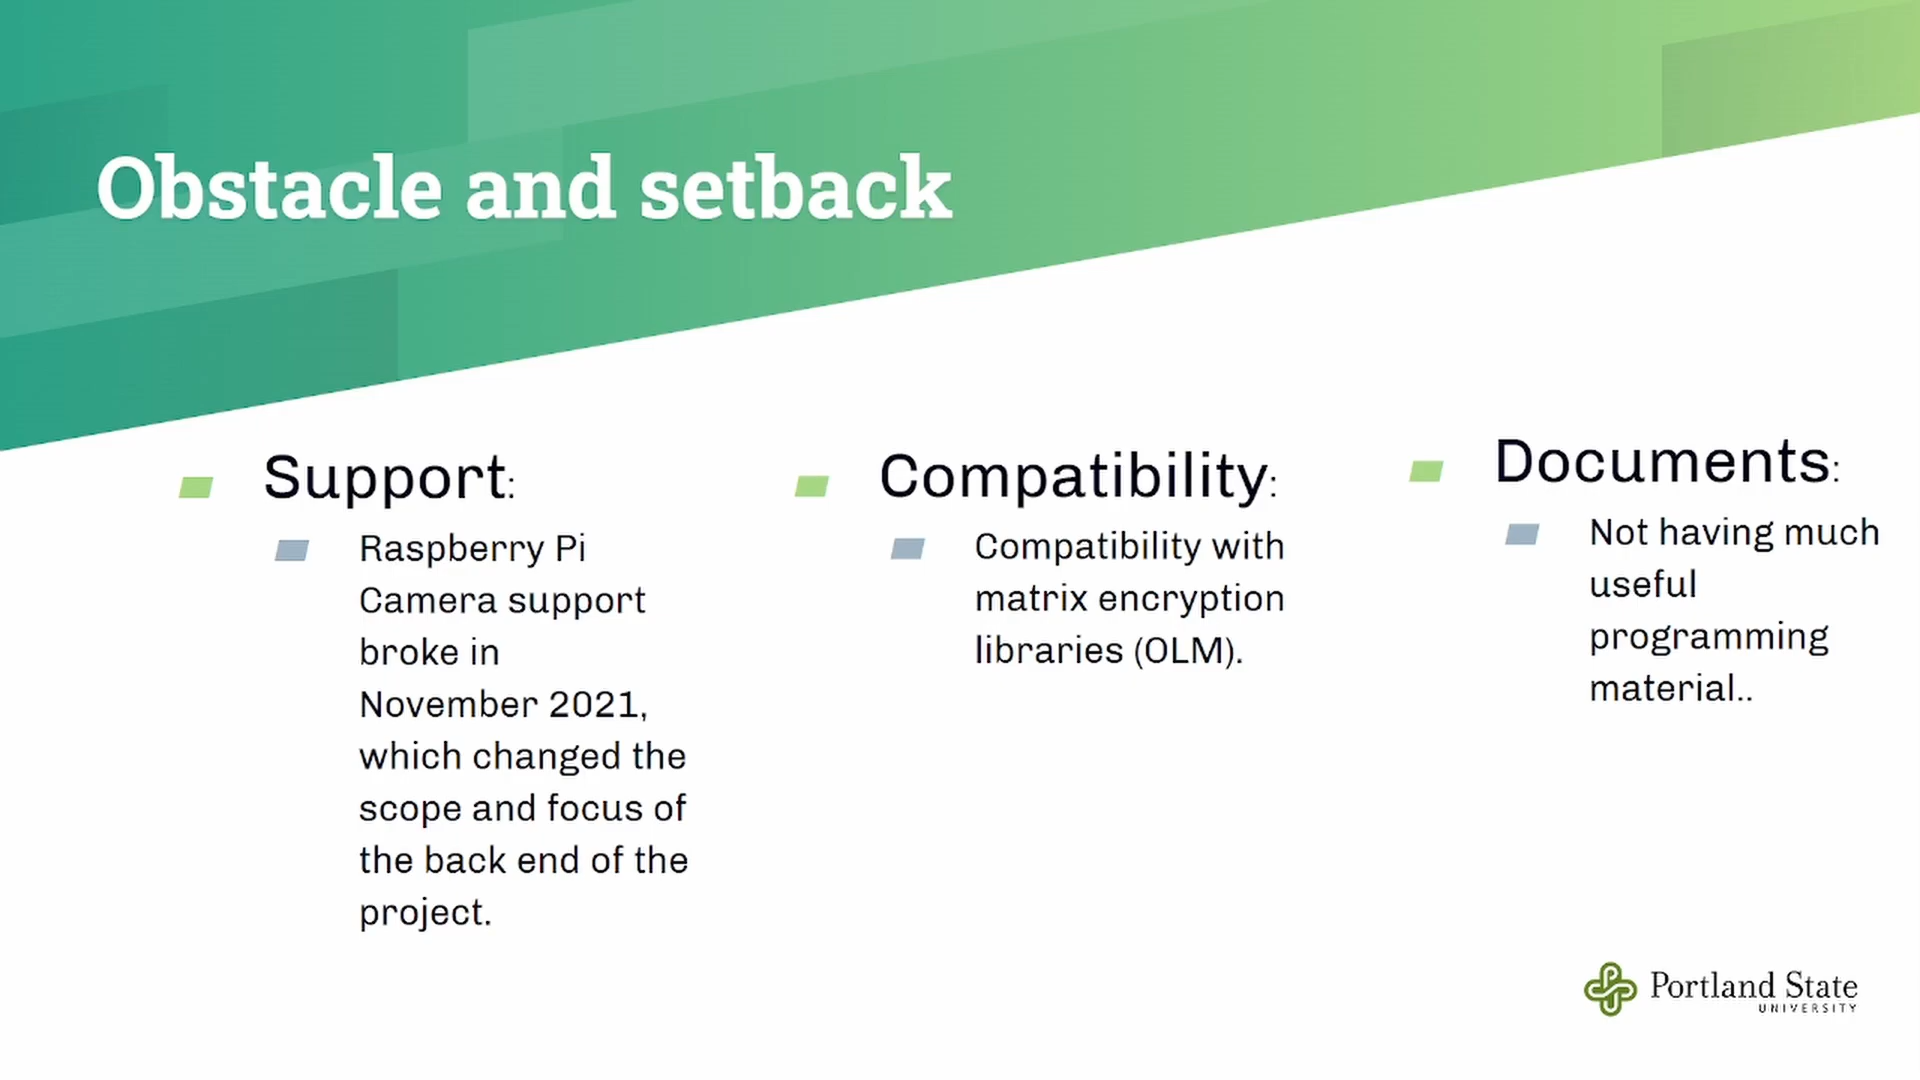 Obstacle and setback
Support:
Raspberry Pi
Camera support
broke in
November 2021,
which changed the
scope and focus of
the back end of the
project.
Compatibility:
Compatibility with
matrix encryption
libraries (OLM).
Documents:
Not having much
useful
programming
material..
Portland State
UNIVERSITY